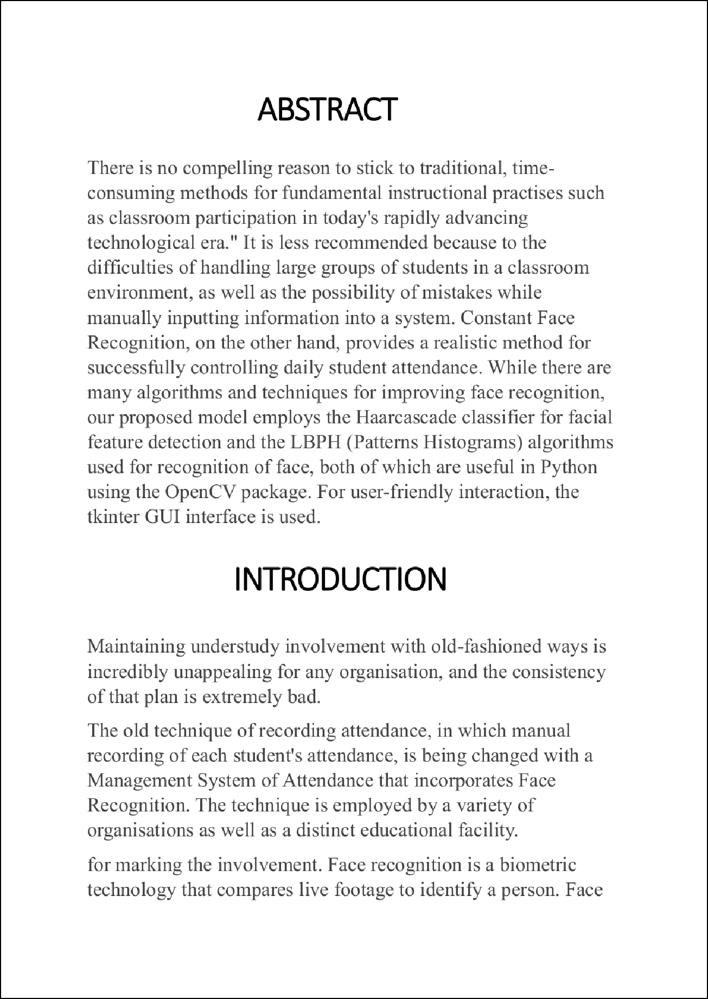 ABSTRACT
There is no compelling reason to stick to traditional, time-
consuming methods for fundamental instructional practises such
as classroom participation in today's rapidly advancing
technological era." It is less recommended because to the
difficulties of handling large groups of students in a classroom
environment, as well as the possibility of mistakes while
manually inputting information into a system. Constant Face
Recognition, on the other hand, provides a realistic method for
successfully controlling daily student attendance. While there are
many algorithms and techniques for improving face recognition,
our proposed model employs the Haarcascade classifier for facial
feature detection and the LBPH (Patterns Histograms) algorithms
used for recognition of face, both of which are useful in Python
using the OpenCV package. For user-friendly interaction, the
tkinter GUI interface is used.
INTRODUCTION
Maintaining understudy involvement with old-fashioned ways is
incredibly unappealing for any organisation, and the consistency
of that plan is extremely bad.
The old technique of recording attendance, in which manual
recording of each student's attendance, is being changed with a
Management System of Attendance that incorporates Face
Recognition. The technique is employed by a variety of
organisations as well as a distinct educational facility.
for marking the involvement. Face recognition is a biometric
technology that compares live footage to identify a person. Face